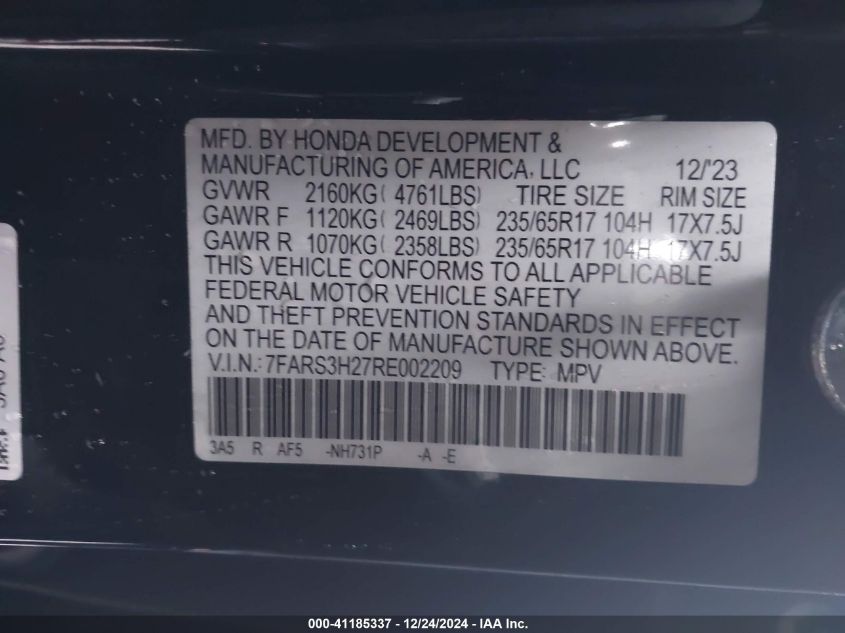 MFD. BY HONDA DEVELOPMENT &
MANUFACTURING OF AMERICA, LLC 12/'23
GVWR 2160KG( 4761LBS) TIRE SIZE RIM SIZE
GAWR F 1120KG( 2469LBS) 235/65R17 104H 17X7.5J
GAWR R 1070KG( 2358LBS) 235/65R17 104H 17X7.5J
THIS VEHICLE CONFORMS TO ALL APPLICABLE
FEDERAL MOTOR VEHICLE SAFETY
AND THEFT PREVENTION STANDARDS IN EFFECT
ON THE DATE OF MANUFACTURE SHOWN ABOVE.
V.I.N.: 7FARS3H27RE002209 TYPE: MPV
3A5 R AF5 -NH731P -A -E
000-41185337 - 12/24/2024 - IAA Inc.